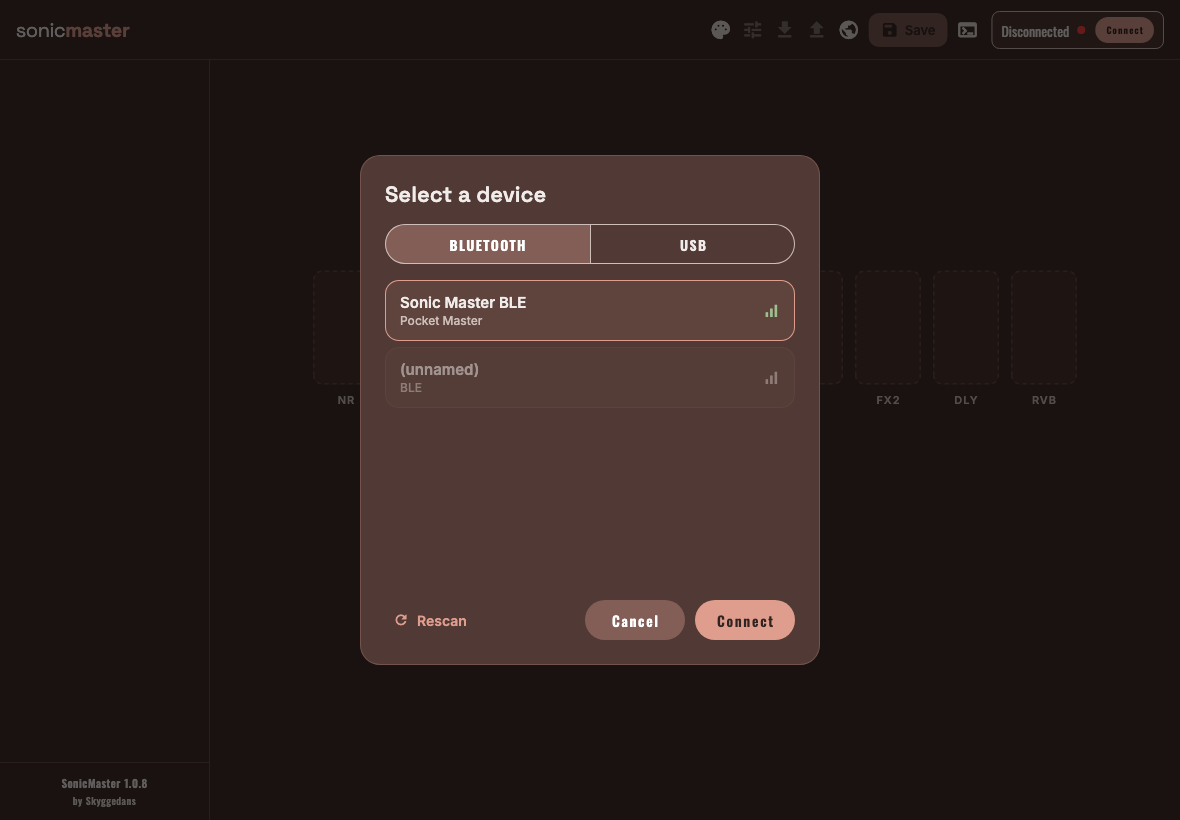 sonicmaster
Save
Disconnected
Connect
Select a device
BLUETOOTH
USB
Sonic Master BLE
Pocket Master
(unnamed)
BLE
NR
FX2
DLY
RVB
Rescan
Cancel
Connect
SonicMaster 1.0.8
by Skyggedans